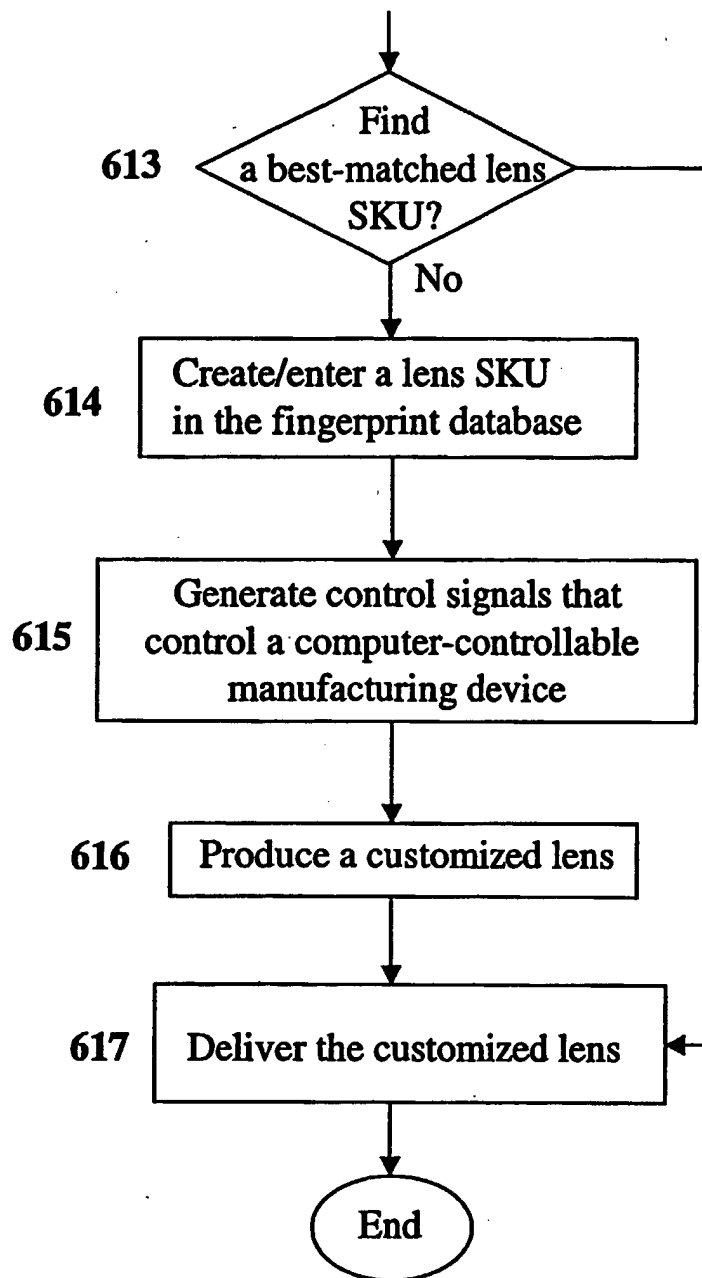 Find
613
a best-matched lens
SKU?
No
614
Create/enter a lens SKU
in the fingerprint database
615
Generate control signals that
control a computer-controllable
manufacturing device
616
Produce a customized lens
617
Deliver the customized lens
End